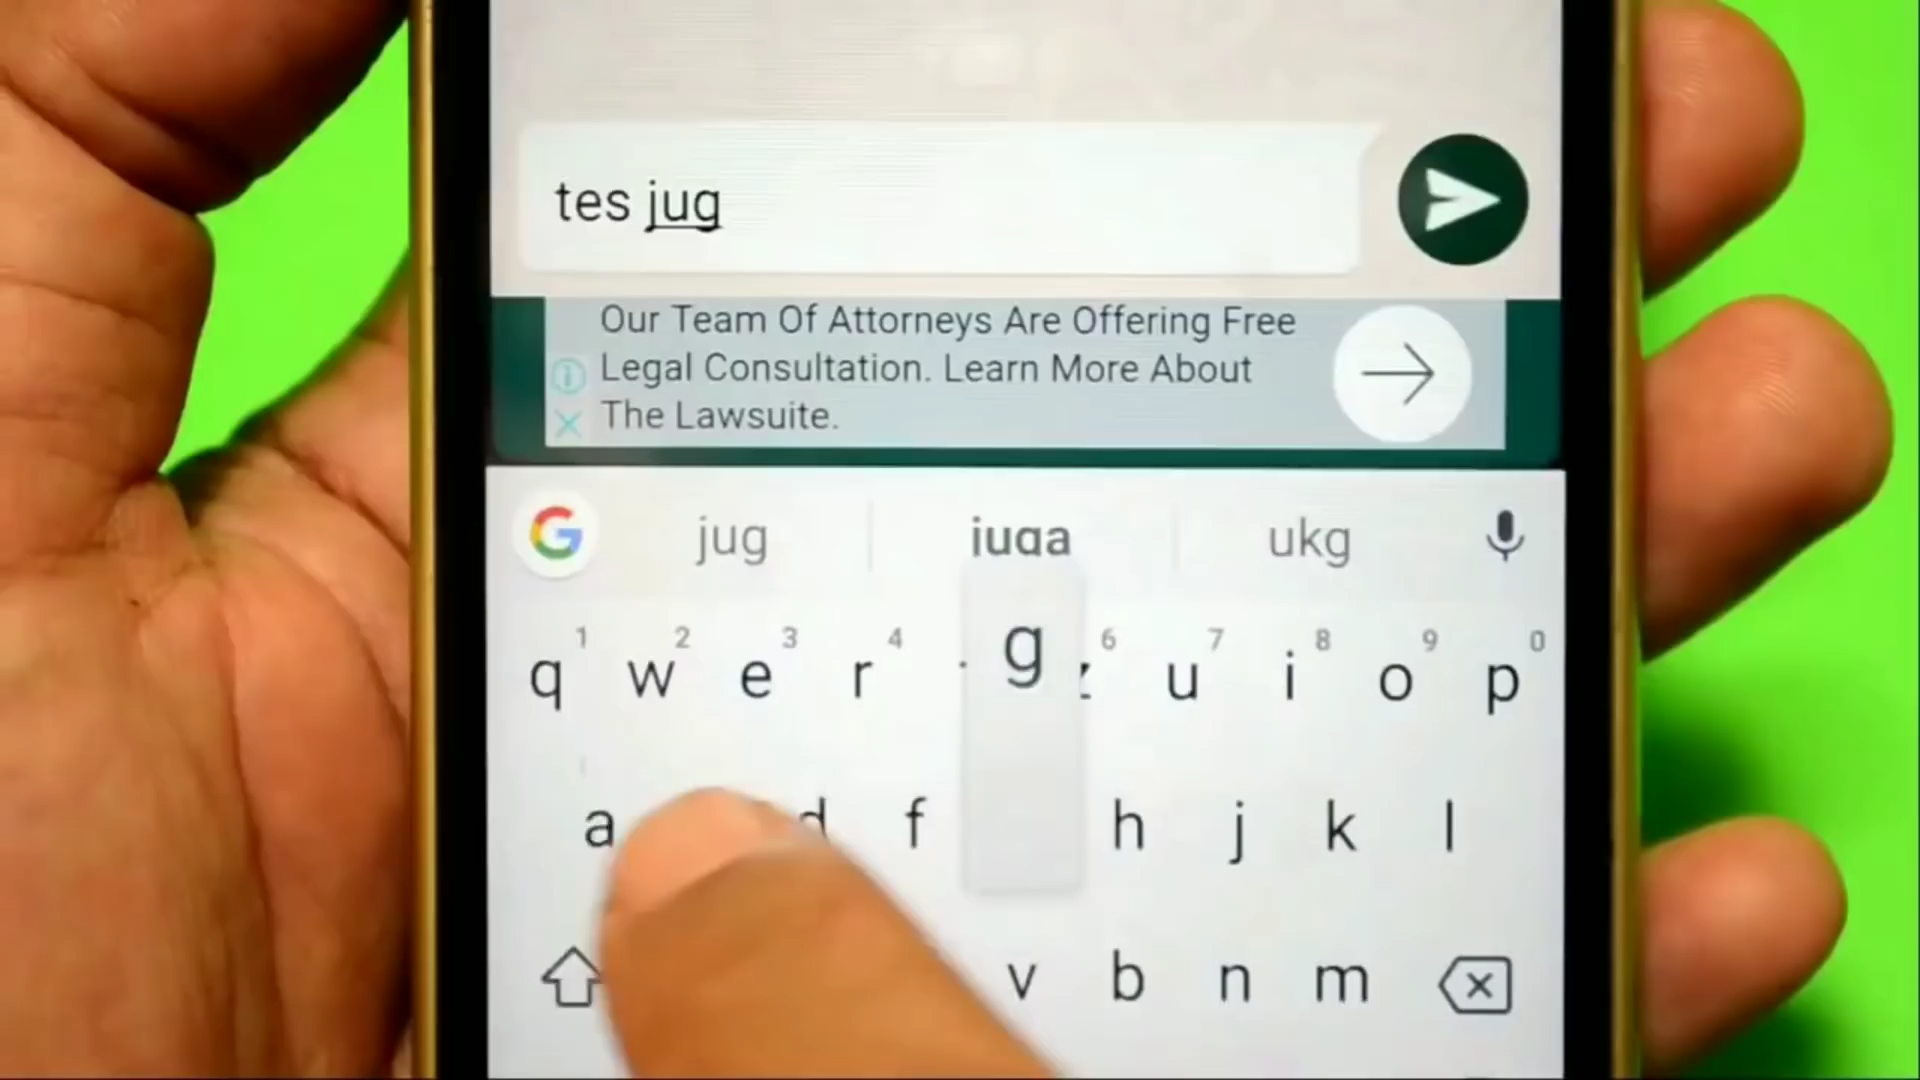 tes jug
Our Team Of Attorneys Are Offering Free
Legal Consultation. Learn More About
The Lawsuite.
G jug juga ukg
1 2 3 4 6 7 8 9 0
q w e r g z u i o p
a d f h j k l
v b n m